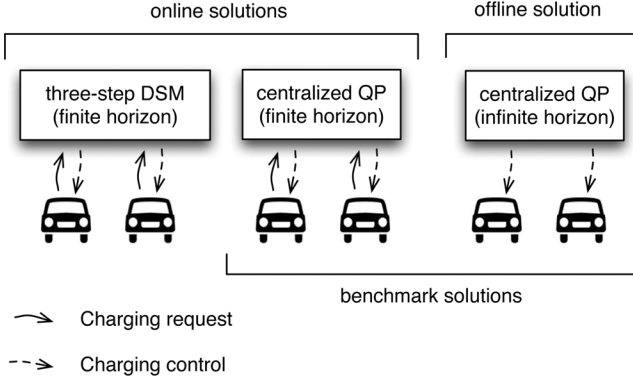 online solutions
offline solution
three-step DSM
(finite horizon)
centralized QP
(finite horizon)
centralized QP
(infinite horizon)
benchmark solutions
Charging request
Charging control